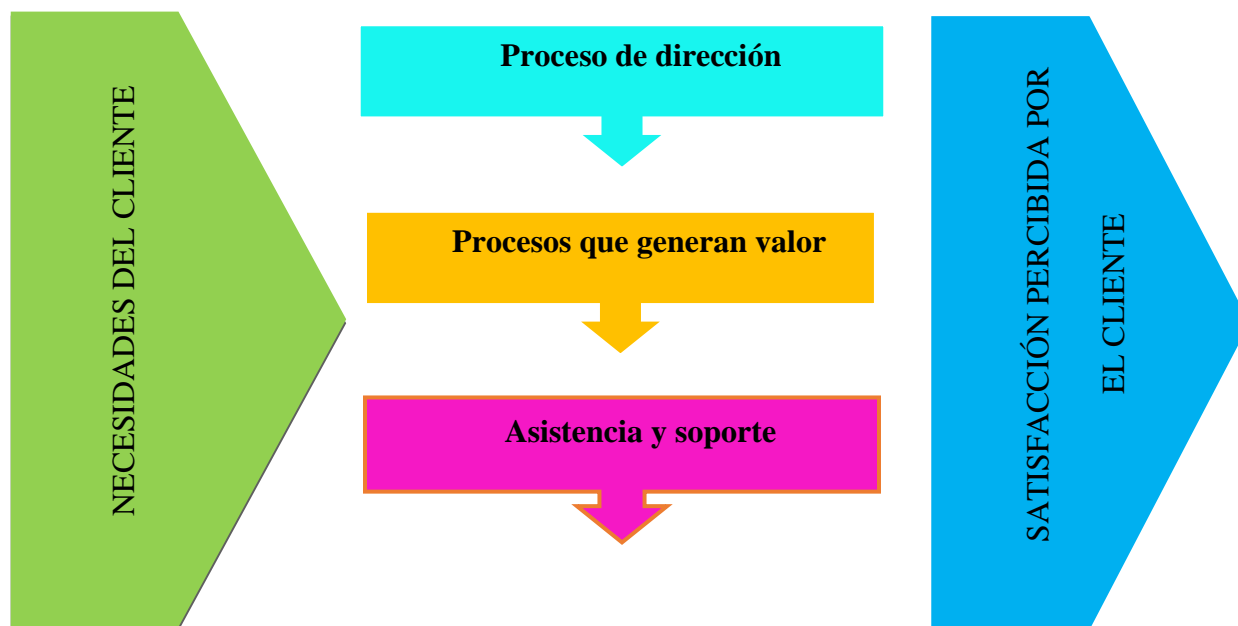 NECESIDADES DEL CLIENTE
Proceso de dirección
Procesos que generan valor
Asistencia y soporte
SATISFACCIÓN PERCIBIDA POR
EL CLIENTE